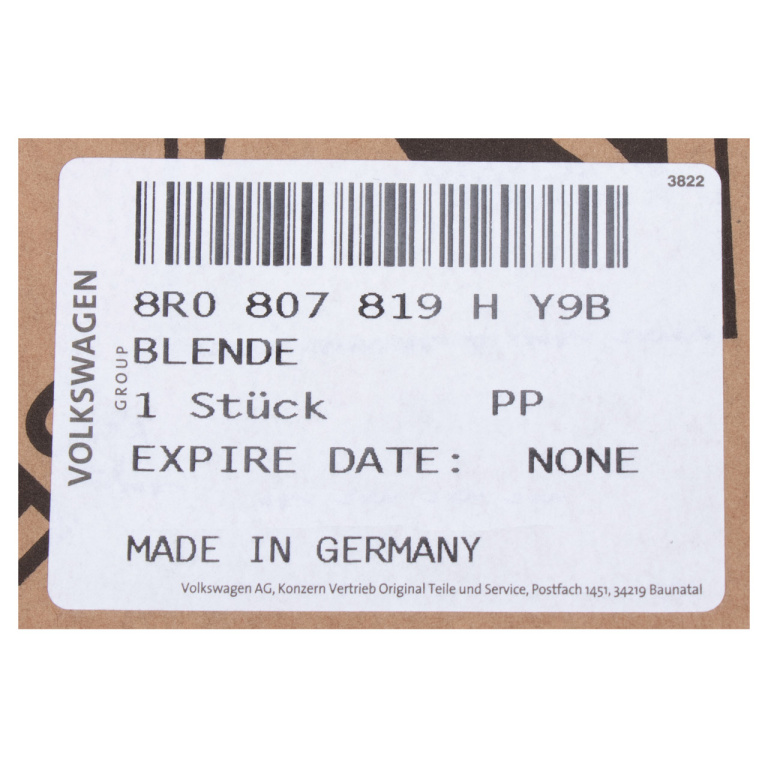 3822
8R0 807 819 H Y9B
BLENDE
1 Stück PP
EXPIRE DATE: NONE
MADE IN GERMANY
Volkswagen AG, Konzern Vertrieb Original Teile und Service, Postfach 1451, 34219 Baunatal
VOLKSWAGEN
GROUP